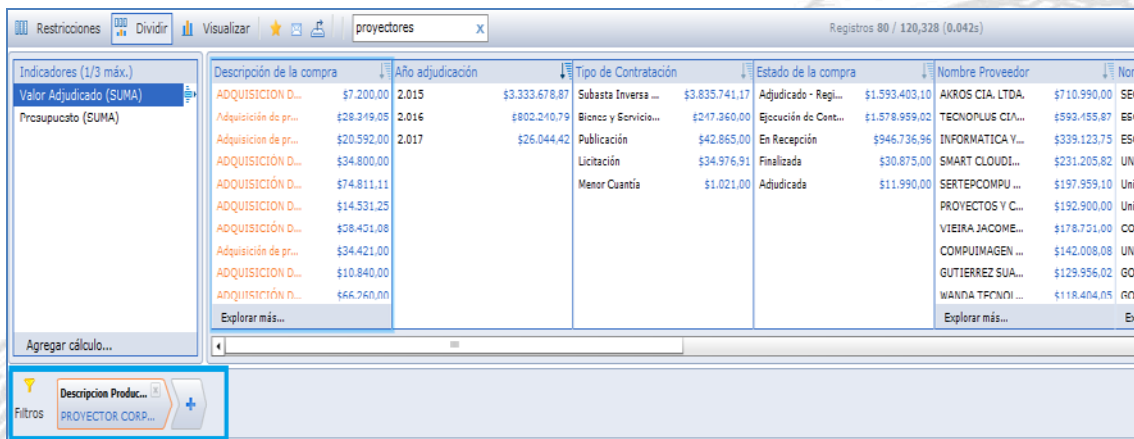 Restricciones Dividir Visualizar proyectores x Registros 80 / 120,328 (0.042s)
Indicadores (1/3 máx.)
Valor Adjudicado (SUMA)
Presupuesto (SUMA)
Agregar cálculo...
Descripción de la compra
ADQUISICION D... $7.200,00
Adquisición de pr... $28.349,05
Adquisicion de pr... $20.592,00
ADQUISICIÓN D... $34.800,00
ADQUISICIÓN D... $74.811,11
ADQUISICION D... $14.531,25
ADQUISICIÓN D... $58.451,08
Adquisición de pr... $34.421,00
ADQUISICION D... $10.840,00
ADQUISICIÓN D... $66.260,00
Explorar más...
Año adjudicación
2.015 $3.333.678,87
2.016 $802.240,79
2.017 $26.044,42
Tipo de Contratación
Subasta Inversa ... $3.835.741,17
Bienes y Servicio... $247.360,00
Publicación $42.865,00
Licitación $34.976,91
Menor Cuantía $1.021,00
Estado de la compra
Adjudicado - Regi... $1.593.403,10
Ejecución de Cont... $1.578.959,02
En Recepción $946.736,96
Finalizada $30.875,00
Adjudicada $11.990,00
Nombre Proveedor
AKROS CIA. LTDA. $710.990,00
TECNOPLUS CIA... $593.455,87
INFORMATICA Y... $339.123,75
SMART CLOUDI... $231.205,82
SERTEPCOMPU ... $197.959,10
PROYECTOS Y C... $192.900,00
VIEIRA JACOME... $178.751,00
COMPUIMAGEN ... $142.008,08
GUTIERREZ SUA... $129.956,02
WANDA TECNOL... $118.404,05
Explorar más...
Filtros
Descripcion Produc... x
PROYECTOR CORP...
+